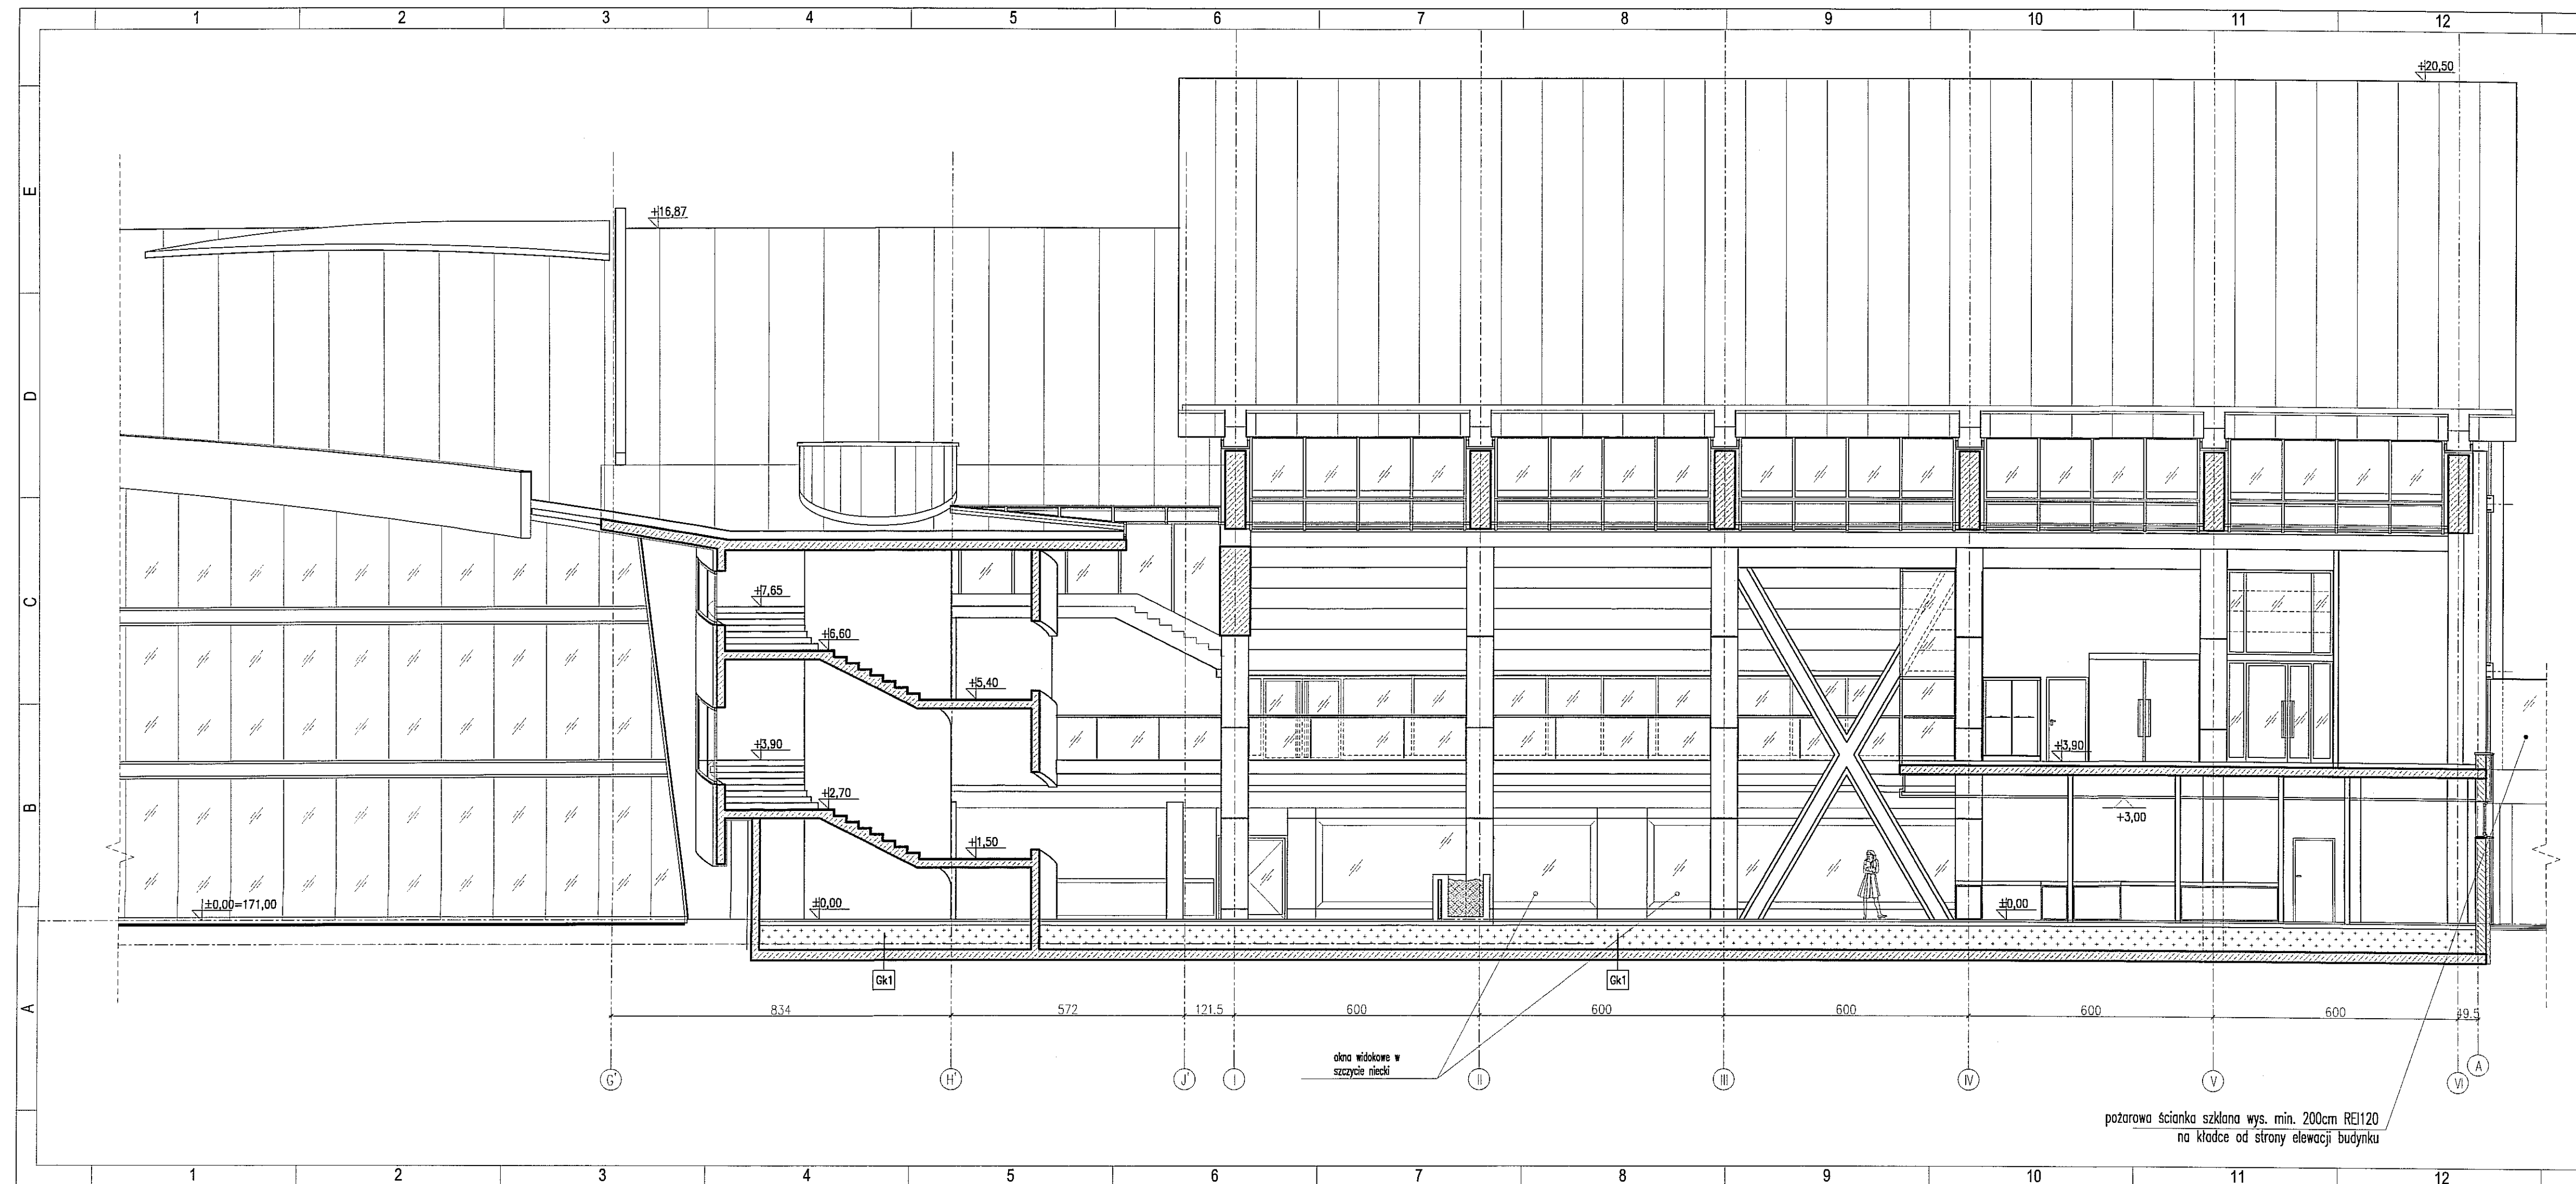 1 2 3 4 5 6 7 8 9 10 11 12
+20,50
E
+16,87
D
C
+7,65
+6,60
+5,40
+3,90
+3,90
+2,70
B
+3,00
+1,50
±0,00=171,00
±0,00
±0,00
Gk1
Gk1
A
834 572 121.5 600 600 600 600 600 49.5
okna widokowe w
szczycie niecki
G' H' J' I II III IV V VI A
pożarowa ścianka szklana wys. min. 200cm REI120
na kładce od strony elewacji budynku
1 2 3 4 5 6 7 8 9 10 11 12